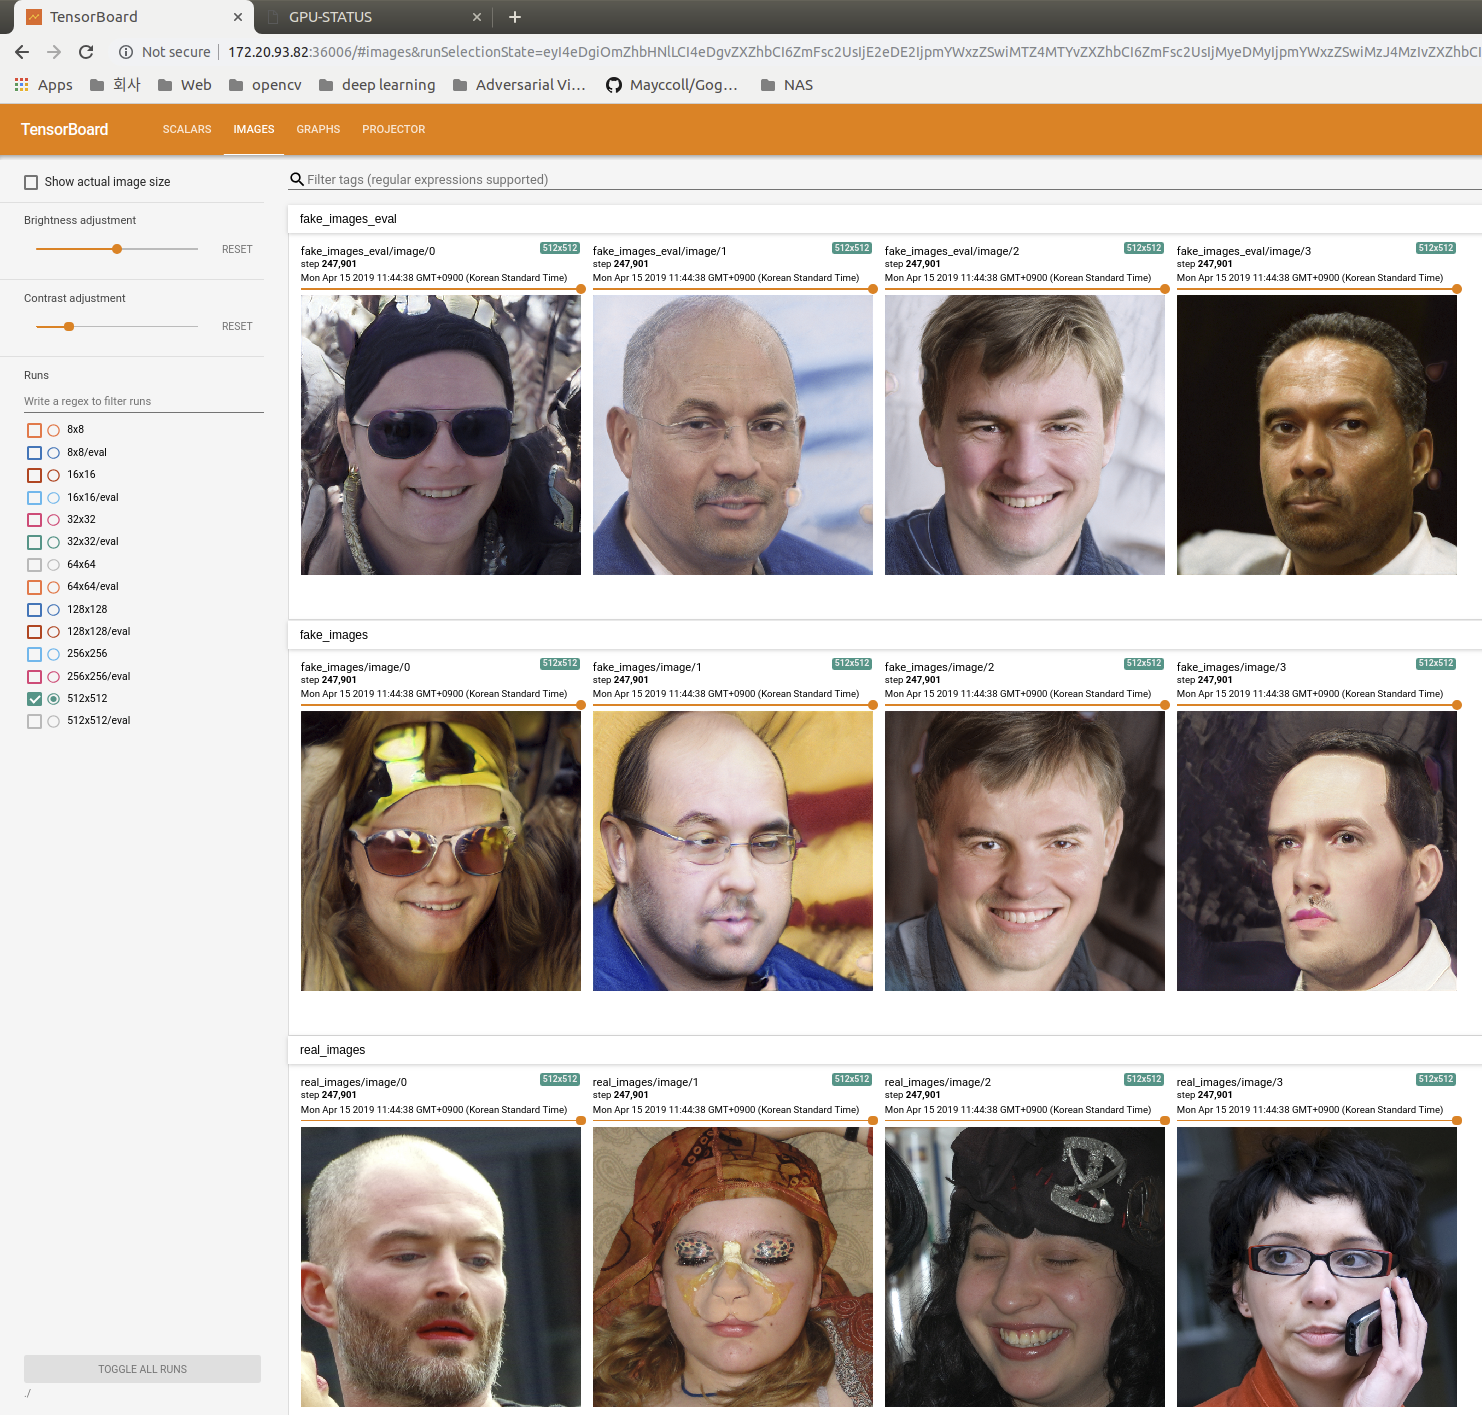 TensorBoard
GPU-STATUS
Not secure
172.20.93.82:36006/#images&runSelectionState=eyI4eDgiOmZhbHNlLCI4eDgvZXZhbCI6ZmFsc2UsIjE2eDE2IjpmYWxzZSwiMTZ4MTYvZXZhbCI6ZmFsc2UsIjMyeDMyIjpmYWxzZSwiMzJ4MzIvZXZhbCI
Apps 회사 Web opencv deep learning Adversarial Vi... Mayccoll/Gog... NAS
TensorBoard SCALARS IMAGES GRAPHS PROJECTOR
Show actual image size
Brightness adjustment
RESET
Contrast adjustment
RESET
Runs
Write a regex to filter runs
8x8
8x8/eval
16x16
16x16/eval
32x32
32x32/eval
64x64
64x64/eval
128x128
128x128/eval
256x256
256x256/eval
512x512
512x512/eval
TOGGLE ALL RUNS
./
Filter tags (regular expressions supported)
fake_images_eval
fake_images_eval/image/0 512x512
step 247,901
Mon Apr 15 2019 11:44:38 GMT+0900 (Korean Standard Time)
fake_images_eval/image/1 512x512
step 247,901
Mon Apr 15 2019 11:44:38 GMT+0900 (Korean Standard Time)
fake_images_eval/image/2 512x512
step 247,901
Mon Apr 15 2019 11:44:38 GMT+0900 (Korean Standard Time)
fake_images_eval/image/3 512x512
step 247,901
Mon Apr 15 2019 11:44:38 GMT+0900 (Korean Standard Time)
fake_images
fake_images/image/0 512x512
step 247,901
Mon Apr 15 2019 11:44:38 GMT+0900 (Korean Standard Time)
fake_images/image/1 512x512
step 247,901
Mon Apr 15 2019 11:44:38 GMT+0900 (Korean Standard Time)
fake_images/image/2 512x512
step 247,901
Mon Apr 15 2019 11:44:38 GMT+0900 (Korean Standard Time)
fake_images/image/3 512x512
step 247,901
Mon Apr 15 2019 11:44:38 GMT+0900 (Korean Standard Time)
real_images
real_images/image/0 512x512
step 247,901
Mon Apr 15 2019 11:44:38 GMT+0900 (Korean Standard Time)
real_images/image/1 512x512
step 247,901
Mon Apr 15 2019 11:44:38 GMT+0900 (Korean Standard Time)
real_images/image/2 512x512
step 247,901
Mon Apr 15 2019 11:44:38 GMT+0900 (Korean Standard Time)
real_images/image/3 512x512
step 247,901
Mon Apr 15 2019 11:44:38 GMT+0900 (Korean Standard Time)